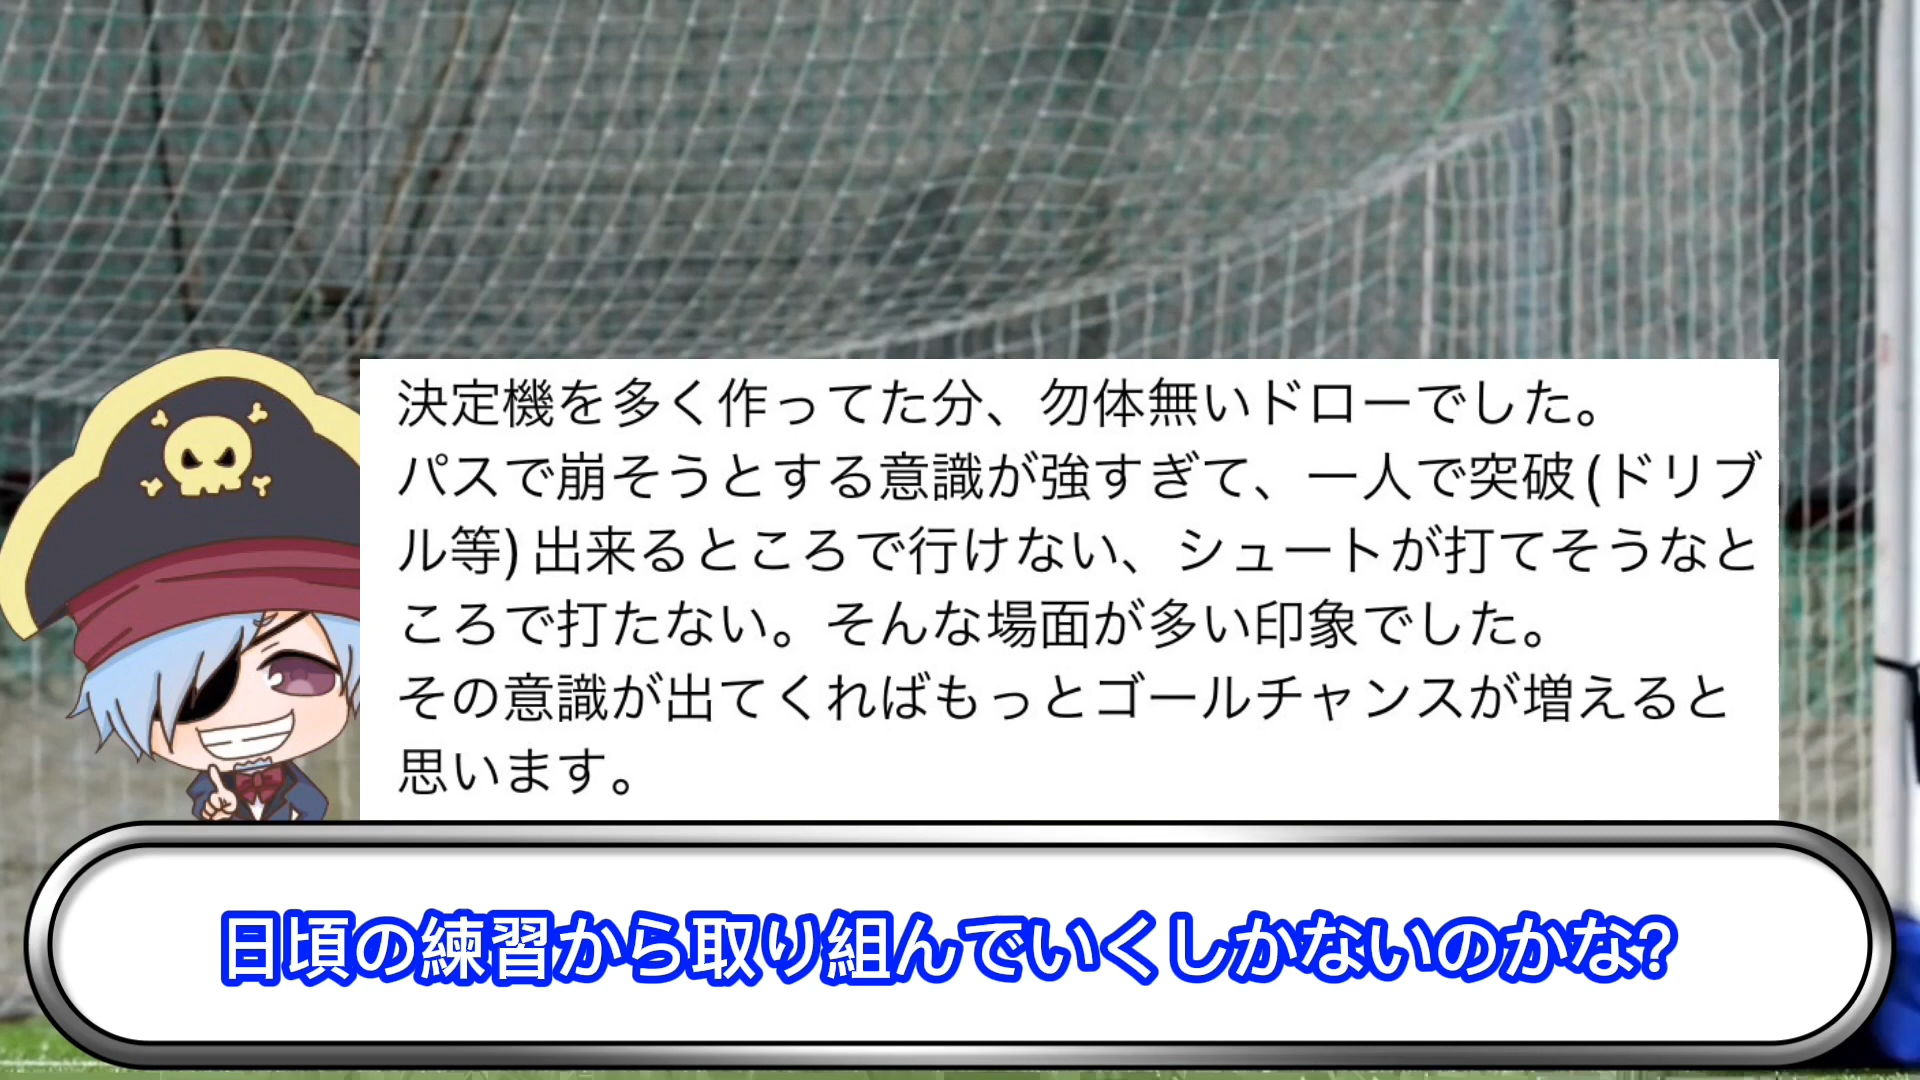 決定機を多く作ってた分、勿体無いドローでした。
パスで崩そうとする意識が強すぎて、一人で突破(ドリブ
ル等)出来るところで行けない、シュートが打てそうなと
ころで打たない。そんな場面が多い印象でした。
その意識が出てくればもっとゴールチャンスが増えると
思います。
日頃の練習から取り組んでいくしかないのかな?